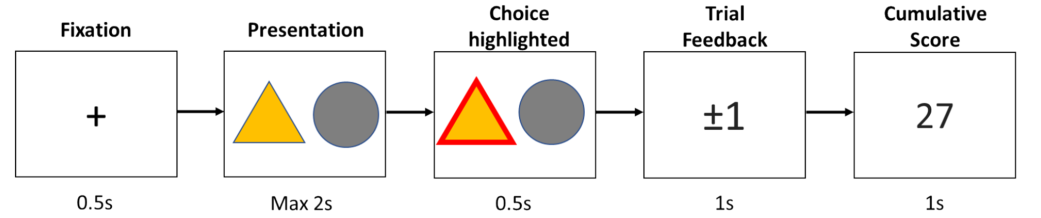 Fixation
Presentation
Choice
highlighted
Trial
Feedback
Cumulative
Score
+
±1
27
0.5s
Max 2s
0.5s
1s
1s